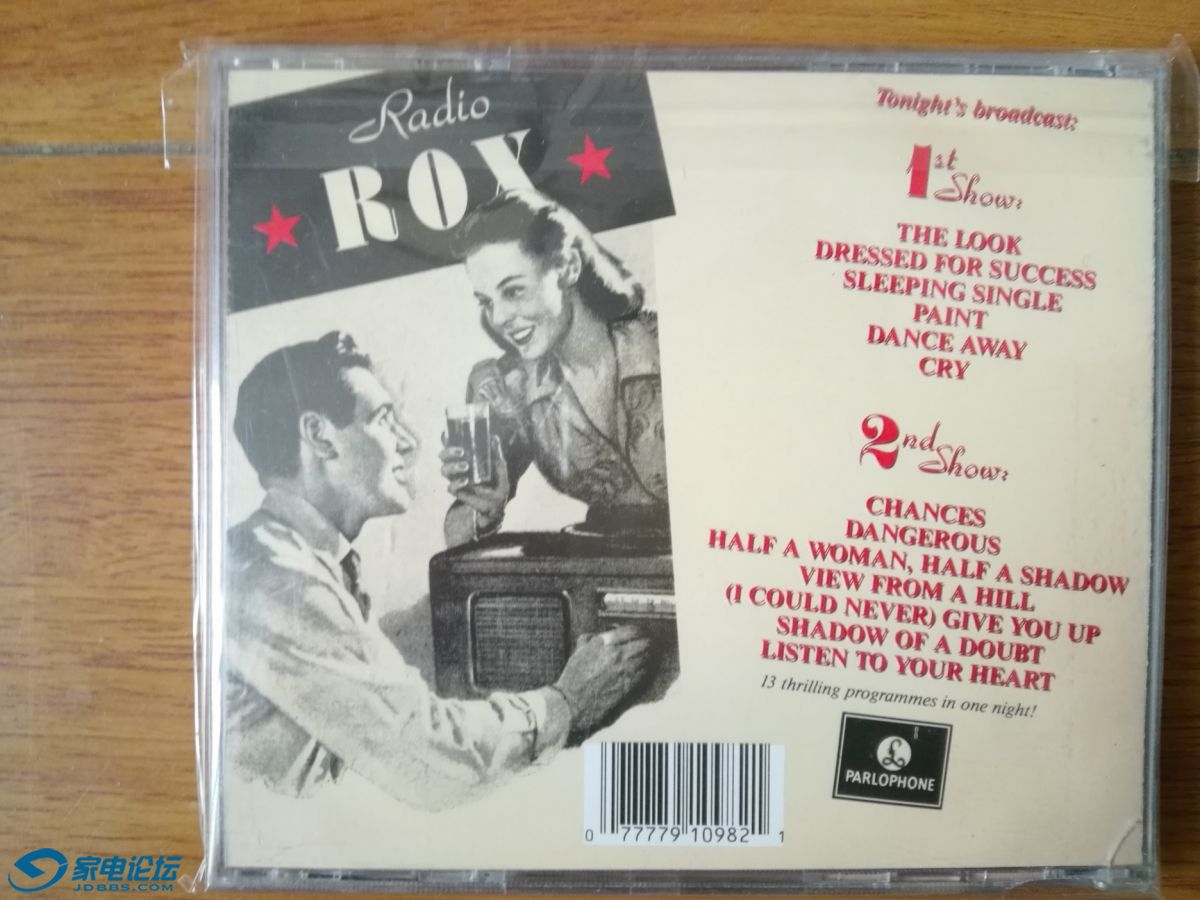 Radio
ROX
Tonight's broadcast:
1st
Show:
THE LOOK
DRESSED FOR SUCCESS
SLEEPING SINGLE
PAINT
DANCE AWAY
CRY
2nd
Show:
CHANCES
DANGEROUS
HALF A WOMAN, HALF A SHADOW
VIEW FROM A HILL
(I COULD NEVER) GIVE YOU UP
SHADOW OF A DOUBT
LISTEN TO YOUR HEART
13 thrilling programmes in one night!
£
PARLOPHONE
0 77779 10982 1
家电论坛
JDBBS.COM